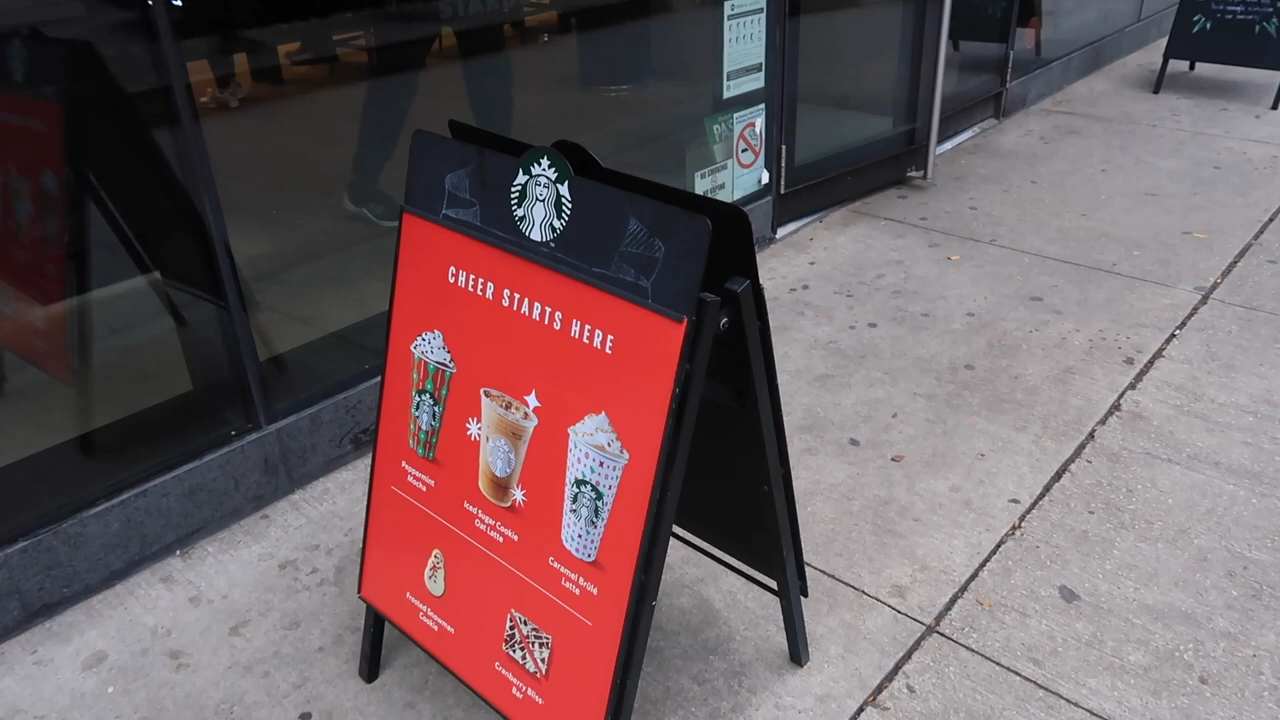 PA
NO SMOKING
NO VAPING
CHEER STARTS HERE
Peppermint
Mocha
Iced Sugar Cookie
Oat Latte
Caramel Brûlé
Latte
Frosted Snowman
Cookie
Cranberry Bliss
Bar